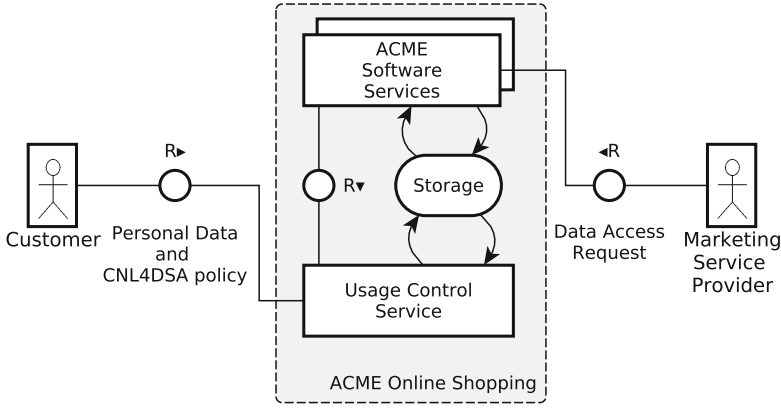 ACME
Software
Services
R▶
◀R
R▼
Storage
Customer
Personal Data
and
CNL4DSA policy
Data Access
Request
Marketing
Service
Provider
Usage Control
Service
ACME Online Shopping